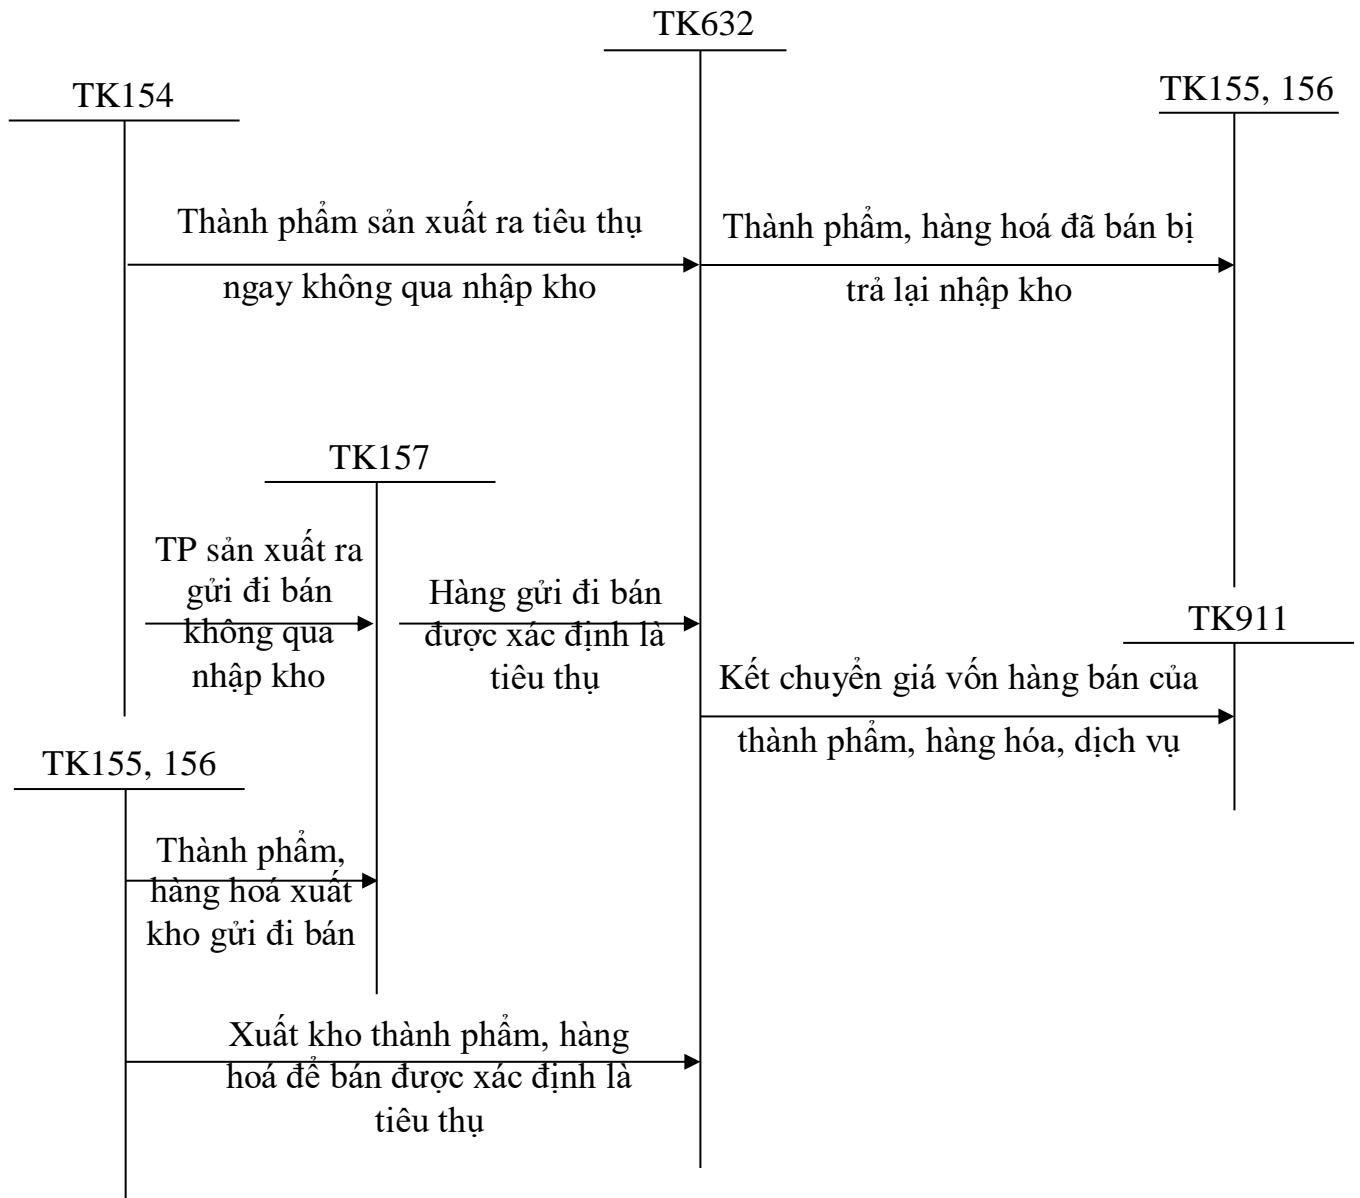 TK632
TK154
TK155, 156
Thành phẩm sản xuất ra tiêu thụ
ngay không qua nhập kho
Thành phẩm, hàng hoá đã bán bị
trả lại nhập kho
TK157
TP sản xuất ra
gửi đi bán
không qua
nhập kho
Hàng gửi đi bán
được xác định là
tiêu thụ
TK911
Kết chuyển giá vốn hàng bán của
thành phẩm, hàng hóa, dịch vụ
TK155, 156
Thành phẩm,
hàng hoá xuất
kho gửi đi bán
Xuất kho thành phẩm, hàng
hoá để bán được xác định là
tiêu thụ